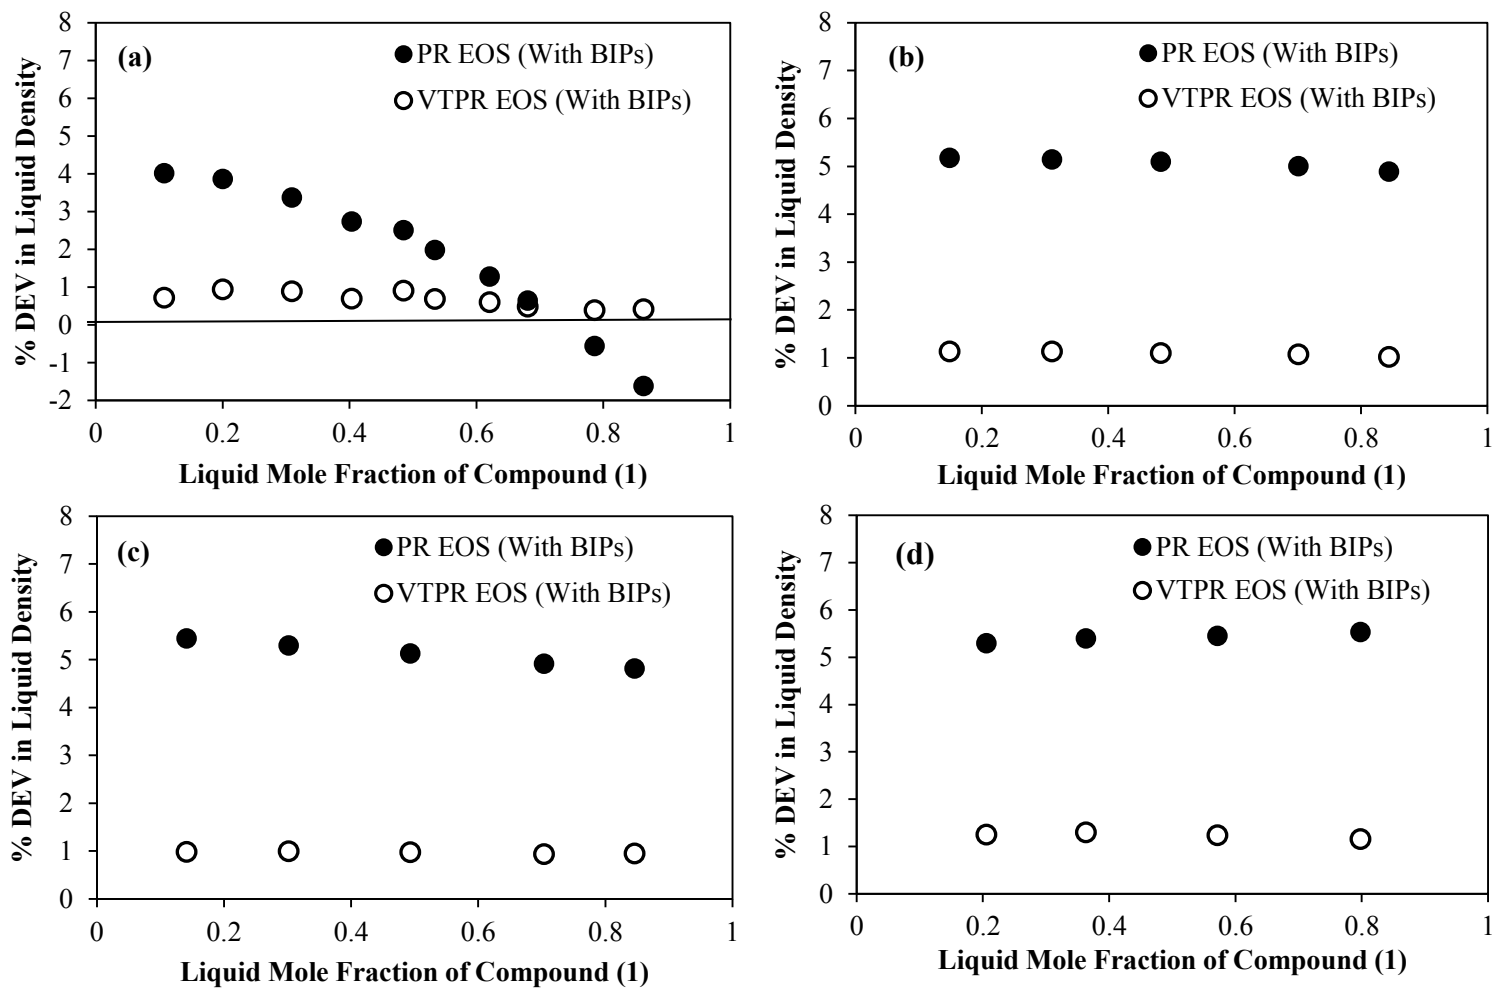 % DEV in Liquid Density
8
7
6
5
4
3
2
1
0
-1
-2
(a)
PR EOS (With BIPs)
VTPR EOS (With BIPs)
0 0.2 0.4 0.6 0.8 1
Liquid Mole Fraction of Compound (1)
% DEV in Liquid Density
8
7
6
5
4
3
2
1
0
(b)
PR EOS (With BIPs)
VTPR EOS (With BIPs)
0 0.2 0.4 0.6 0.8 1
Liquid Mole Fraction of Compound (1)
% DEV in Liquid Density
8
7
6
5
4
3
2
1
0
(c)
PR EOS (With BIPs)
VTPR EOS (With BIPs)
0 0.2 0.4 0.6 0.8 1
Liquid Mole Fraction of Compound (1)
% DEV in Liquid Density
8
7
6
5
4
3
2
1
0
(d)
PR EOS (With BIPs)
VTPR EOS (With BIPs)
0 0.2 0.4 0.6 0.8 1
Liquid Mole Fraction of Compound (1)